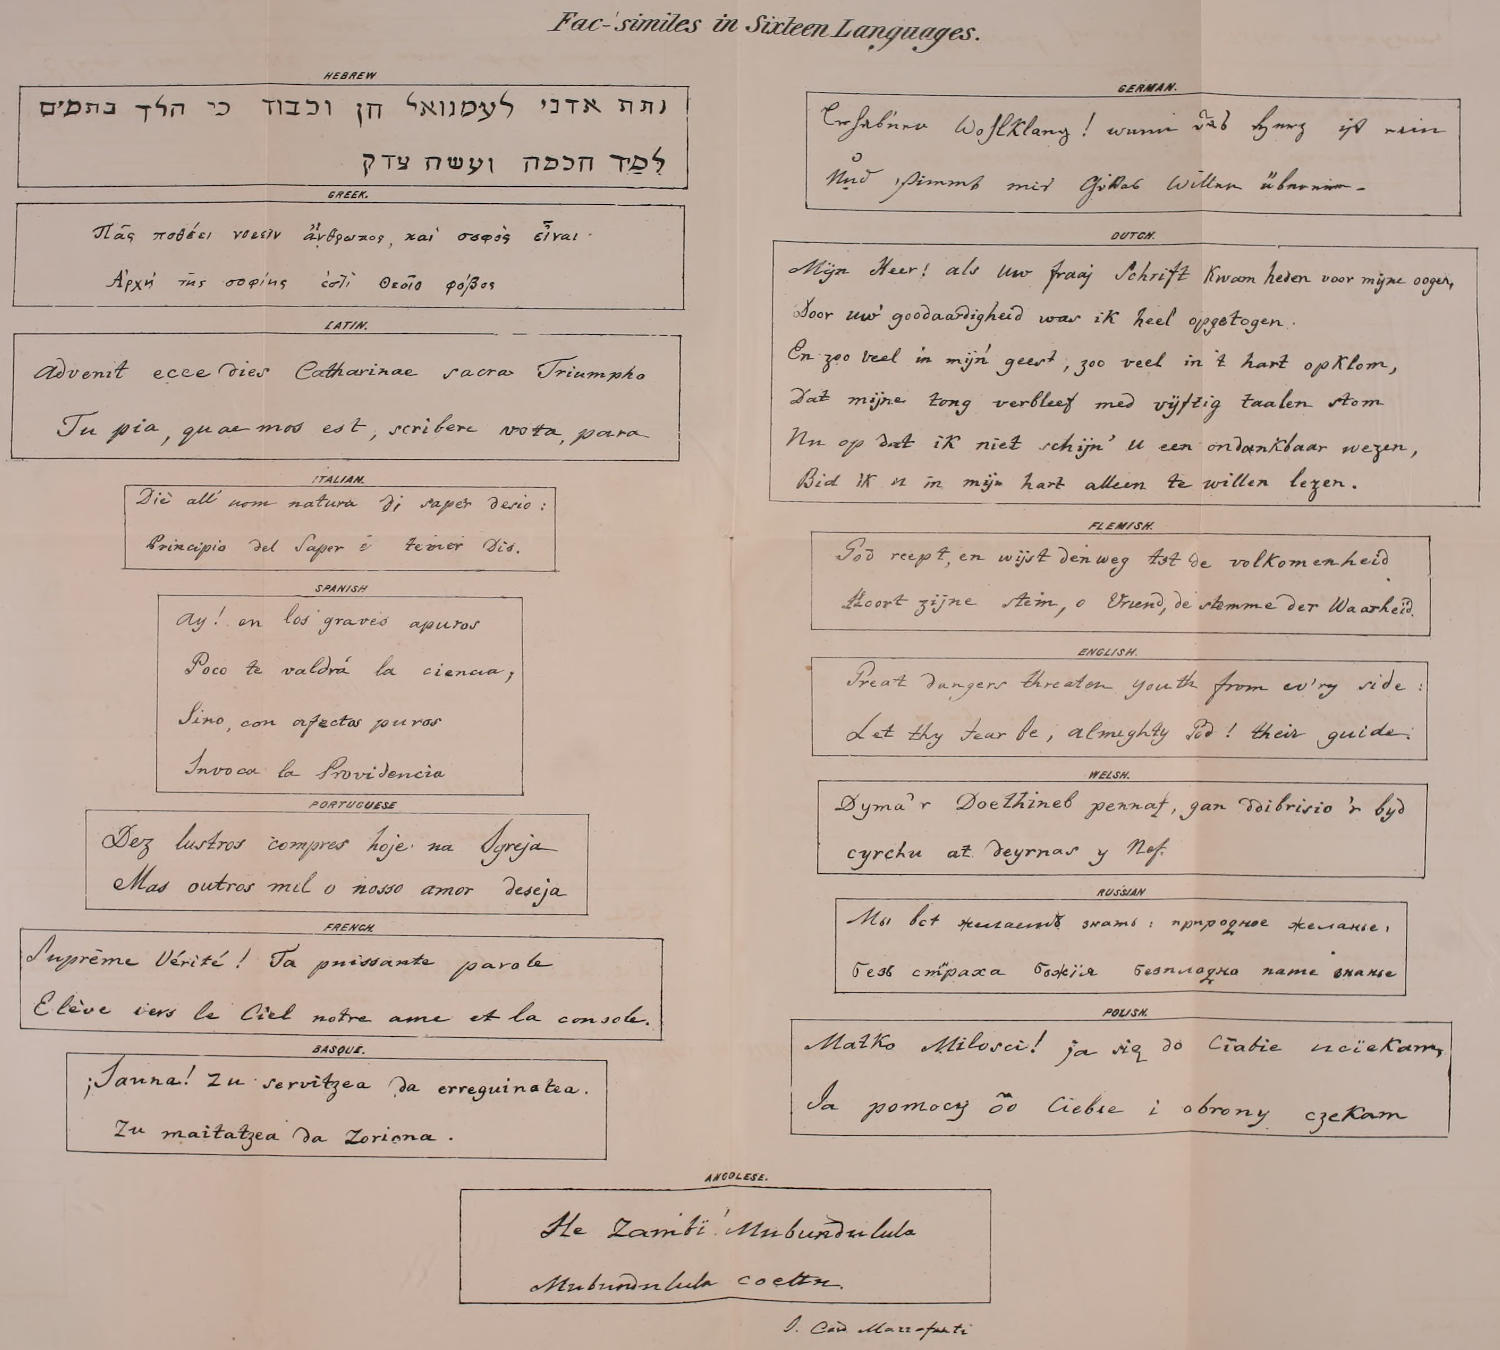 Fac-similes in Sixteen Languages.
HEBREW
נתת אדני לעמנואל חן וכבוד כי הלך בתמים
למיד חכמה ועשה צדק
GREEK.
Πᾶς ποθέει νοεῖν ἄνθρωπος, καὶ σοφὸς εἶναι·
Ἀρχὴ τῆς σοφίης ἐστὶ Θεοῖο φόβος
LATIN.
Advenit ecce dies Catharinae sacra Triumpho
Tu pia, quae mos est, scribere vota, para
ITALIAN.
Diè all' uom natura di saper desio:
Principio del Saper è temer Dio.
SPANISH
Ay! en los graves apuros
Poco te valdrá la ciencia,
Sino, con afectos puros
Invoca la Providencia
PORTUGUESE
Dez lustros compres hoje na Igreja
Mas outros mil o nosso amor deseja
FRENCH.
Suprême Vérité! Ta puissante parole
Elève vers le Ciel notre ame et la console.
BASQUE.
¡Jauna! Zu servitzea da erreguinatea.
Zu maitatzea da Zoriona.
GERMAN.
Erhab'ner Wohlklang! wenn das Herz ist rein
Und stimmt mit Gottes Willen überein-
DUTCH.
Mijn Heer! als uw fraaj Schrift kwam heden voor mijne oogen,
Door uw' goodaardigheid was ik heel opgetogen.
En zoo veel in mijn' geest, zoo veel in 't hart opklom,
Dat mijne tong verbleef med vijftig taalen stom
Nu op dat ik niet schijn' u een ondankbaar wezen,
Bid ik u in mijn hart alleen te willen lezen.
FLEMISH.
God roept, en wijst den weg tot de volkomenheid
Hoort zijne stem, o Vriend, de stemme der Waarheid.
ENGLISH.
Great dangers threaten youth from ev'ry side:
Let thy fear be, almighty God! their guide.
WELSH.
Dyma'r Doethineb pennaf, gan ddibrisio'r byd
cyrchu at deyrnas y Nef.
RUSSIAN
Мы всѣ желаемъ знать: природное желанье,
безъ страха божїя безплодно наше знанье
POLISH.
Matko Milosci! ja się do Ciebie uciekam,
Ia pomocy do Ciebie i obrony czekam
ANGOLESE.
He Zambï! Mubundulula
Mubundulula coettu.
J. Card Mezzofanti